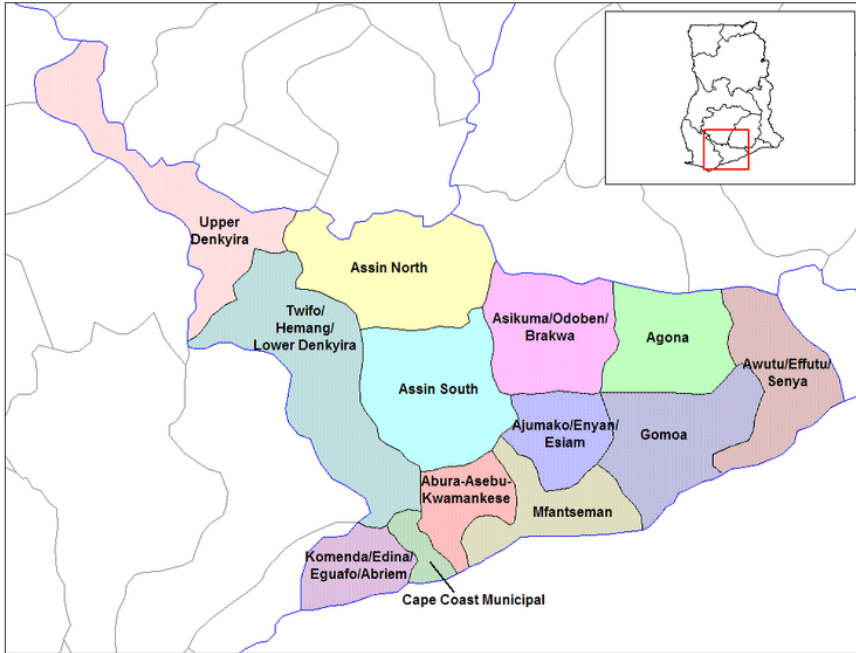 Upper
Denkyira
Assin North
Twifo/
Hemang/
Lower Denkyira
Asikuma/Odoben/
Brakwa
Agona
Awutu/Effutu/
Senya
Assin South
Ajumako/Enyan/
Esiam
Gomoa
Abura-Asebu-
Kwamankese
Mfantseman
Komenda/Edina/
Eguafo/Abriem
Cape Coast Municipal